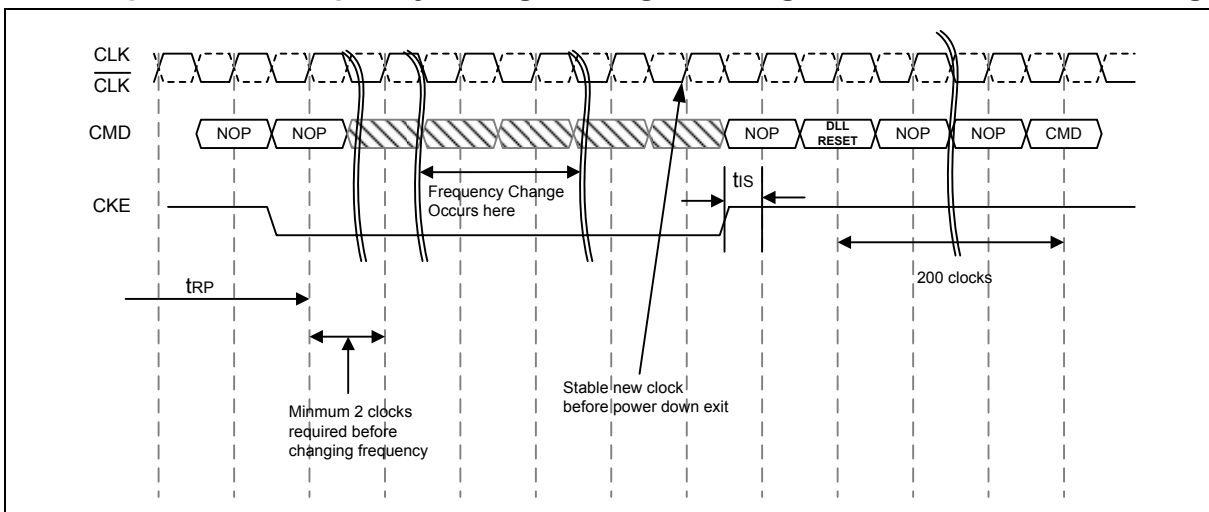 CLK
CLK
CMD
NOP
NOP
NOP
DLL
RESET
NOP
NOP
CMD
Frequency Change
Occurs here
tIS
CKE
200 clocks
tRP
Stable new clock
before power down exit
Minmum 2 clocks
required before
changing frequency